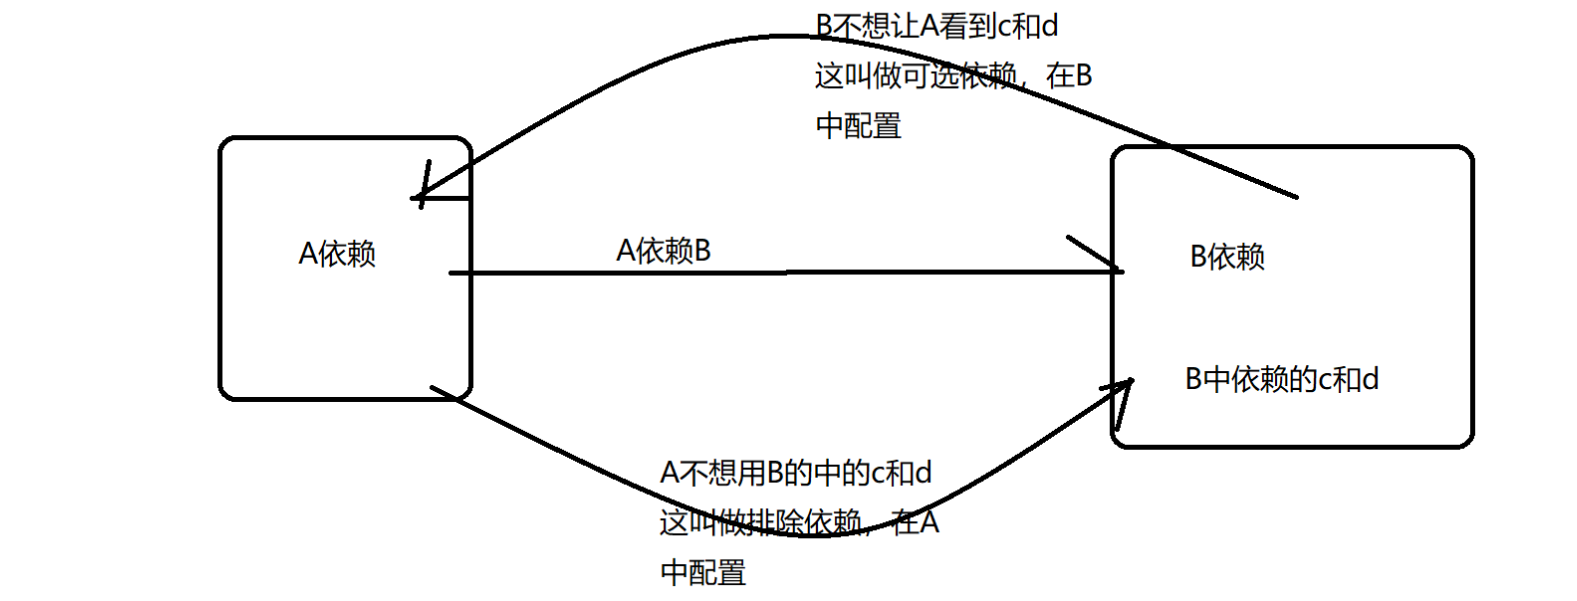 B不想让A看到c和d
这叫做可选依赖，在B
中配置
A依赖
A依赖B
B依赖
B中依赖的c和d
A不想用B的中的c和d
这叫做排除依赖，在A
中配置